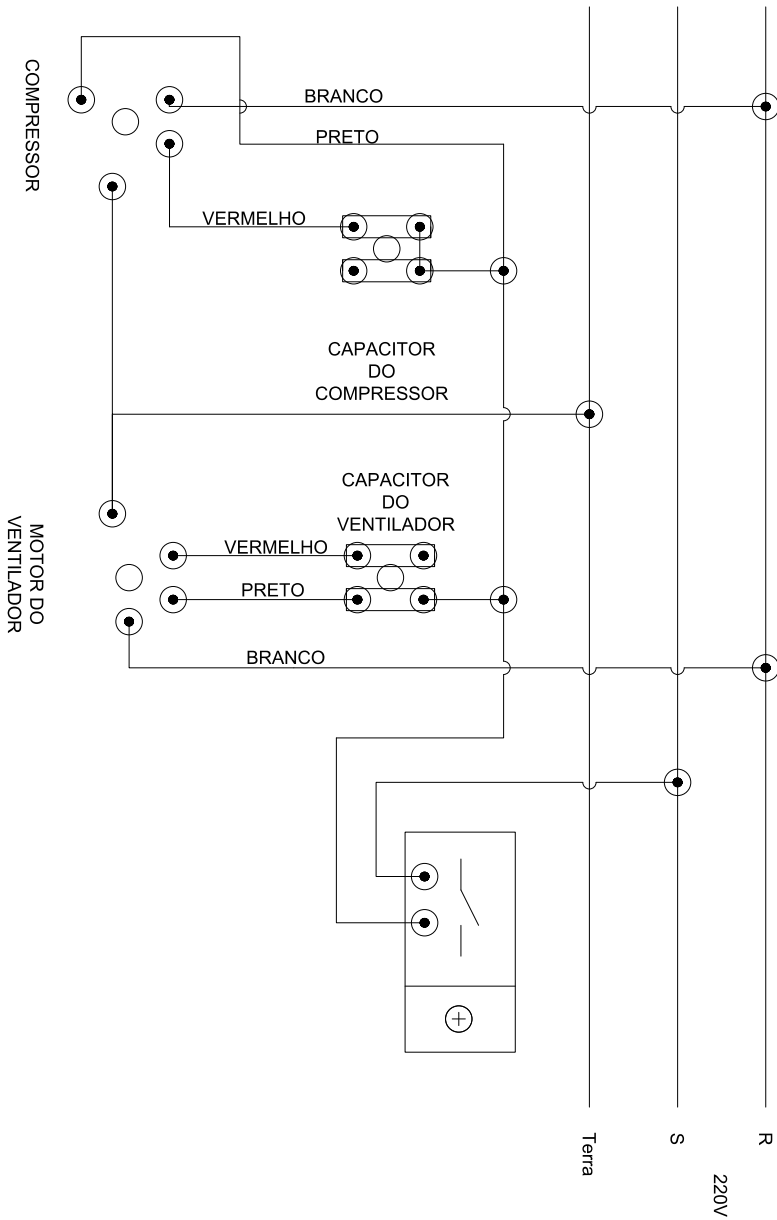 BRANCO
COMPRESSOR
PRETO
VERMELHO
CAPACITOR
DO
COMPRESSOR
CAPACITOR
DO
VENTILADOR
MOTOR DO
VENTILADOR
VERMELHO
PRETO
BRANCO
Terra
S
R
220V